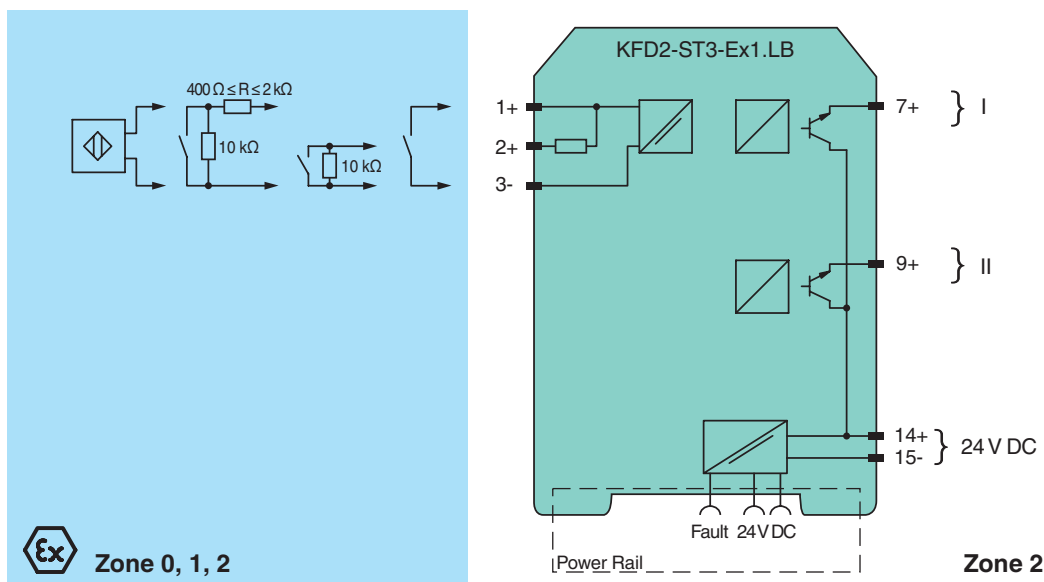 KFD2-ST3-Ex1.LB
400 Ω ≤ R ≤ 2 kΩ
10 kΩ
10 kΩ
1+
2+
3-
7+
I
9+
II
14+
15-
24 V DC
Fault
24 V DC
Power Rail
Ex
Zone 0, 1, 2
Zone 2